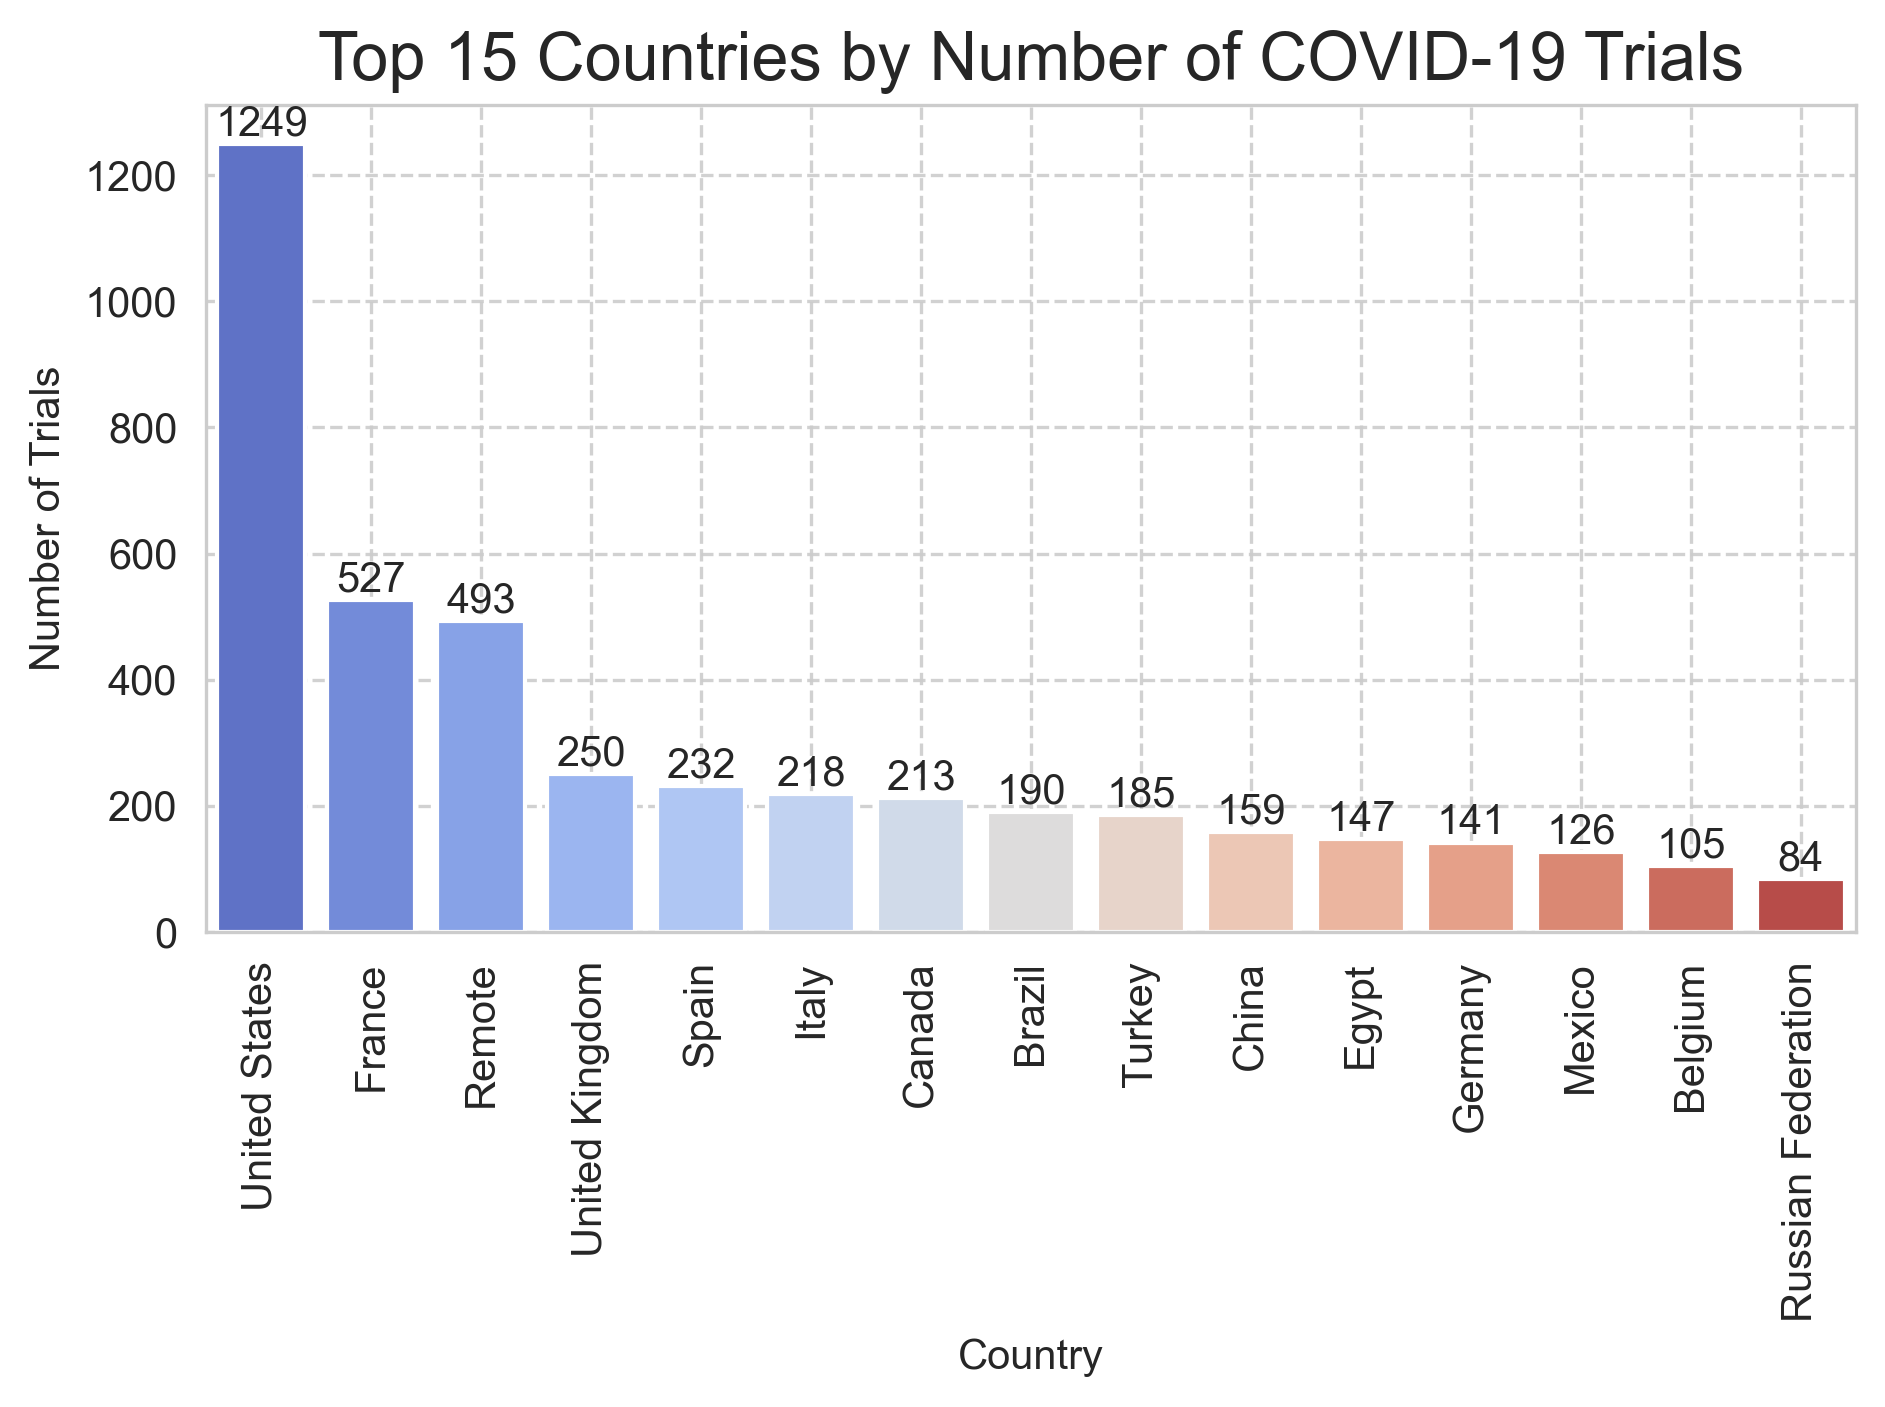 Top 15 Countries by Number of COVID-19 Trials
Number of Trials
1200
1000
800
600
400
200
0
1249
527
493
250
232
218
213
190
185
159
147
141
126
105
84
United States
France
Remote
United Kingdom
Spain
Italy
Canada
Brazil
Turkey
China
Egypt
Germany
Mexico
Belgium
Russian Federation
Country